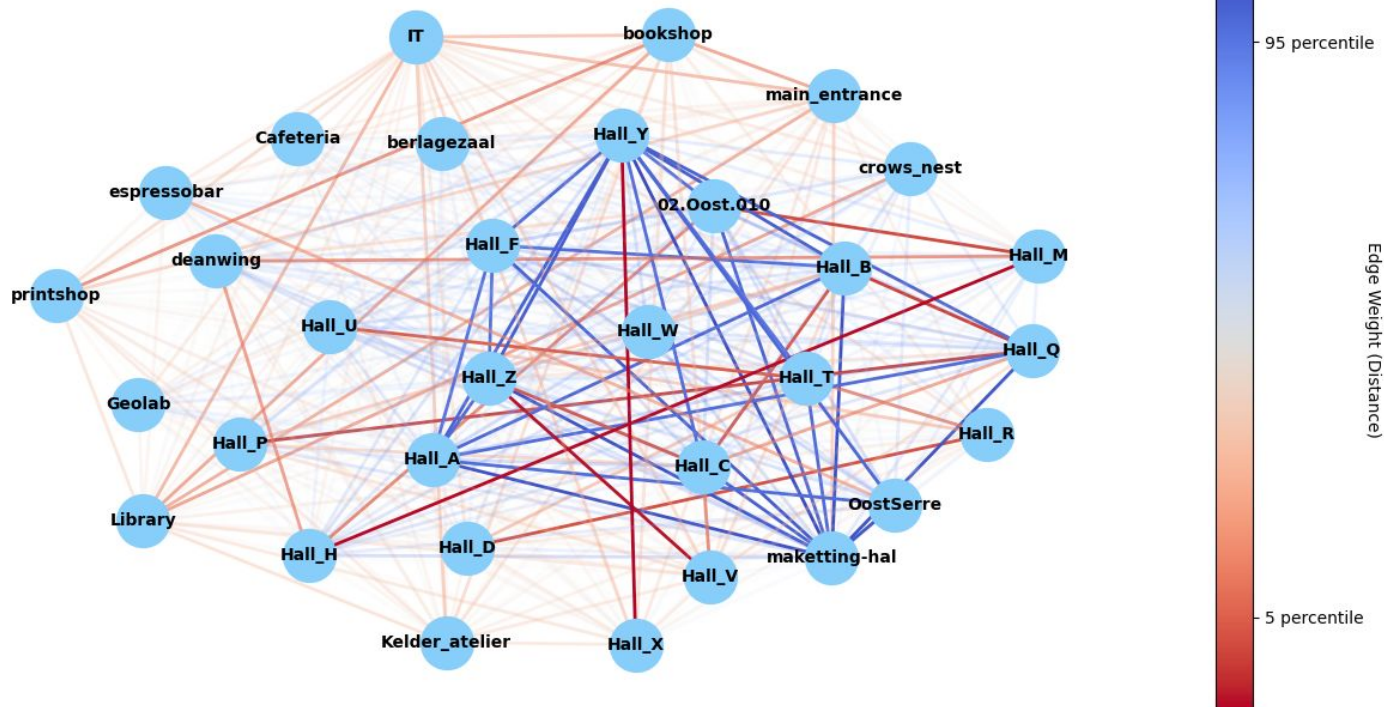 IT
bookshop
95 percentile
main_entrance
Cafeteria
berlagezaal
Hall_Y
crows_nest
espressobar
02.Oost.010
deanwing
Hall_F
Hall_B
Hall_M
printshop
Hall_U
Hall_W
Hall_Q
Edge Weight (Distance)
Hall_Z
Hall_T
Geolab
Hall_P
Hall_A
Hall_C
Hall_R
Library
OostSerre
Hall_H
Hall_D
Hall_V
maketting-hal
5 percentile
Kelder_atelier
Hall_X